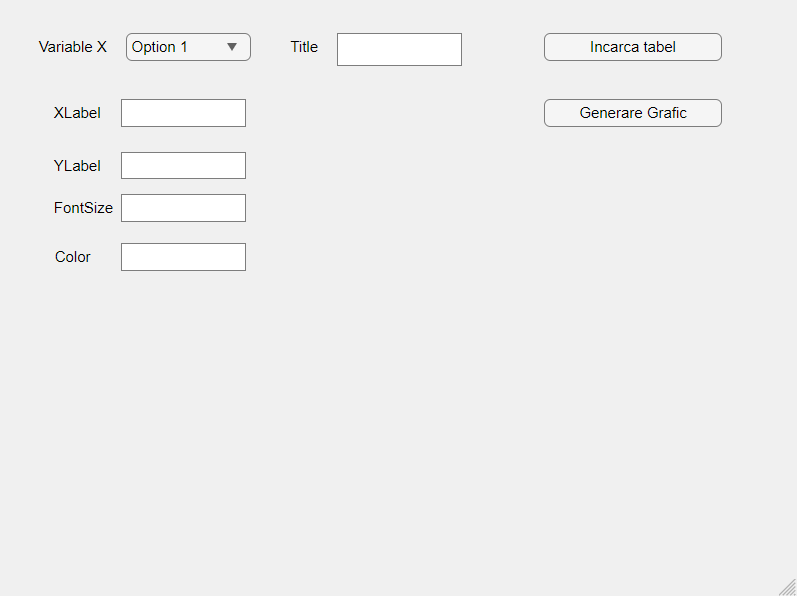 Variable X Option 1 Title Incarca tabel
XLabel Generare Grafic
YLabel
FontSize
Color